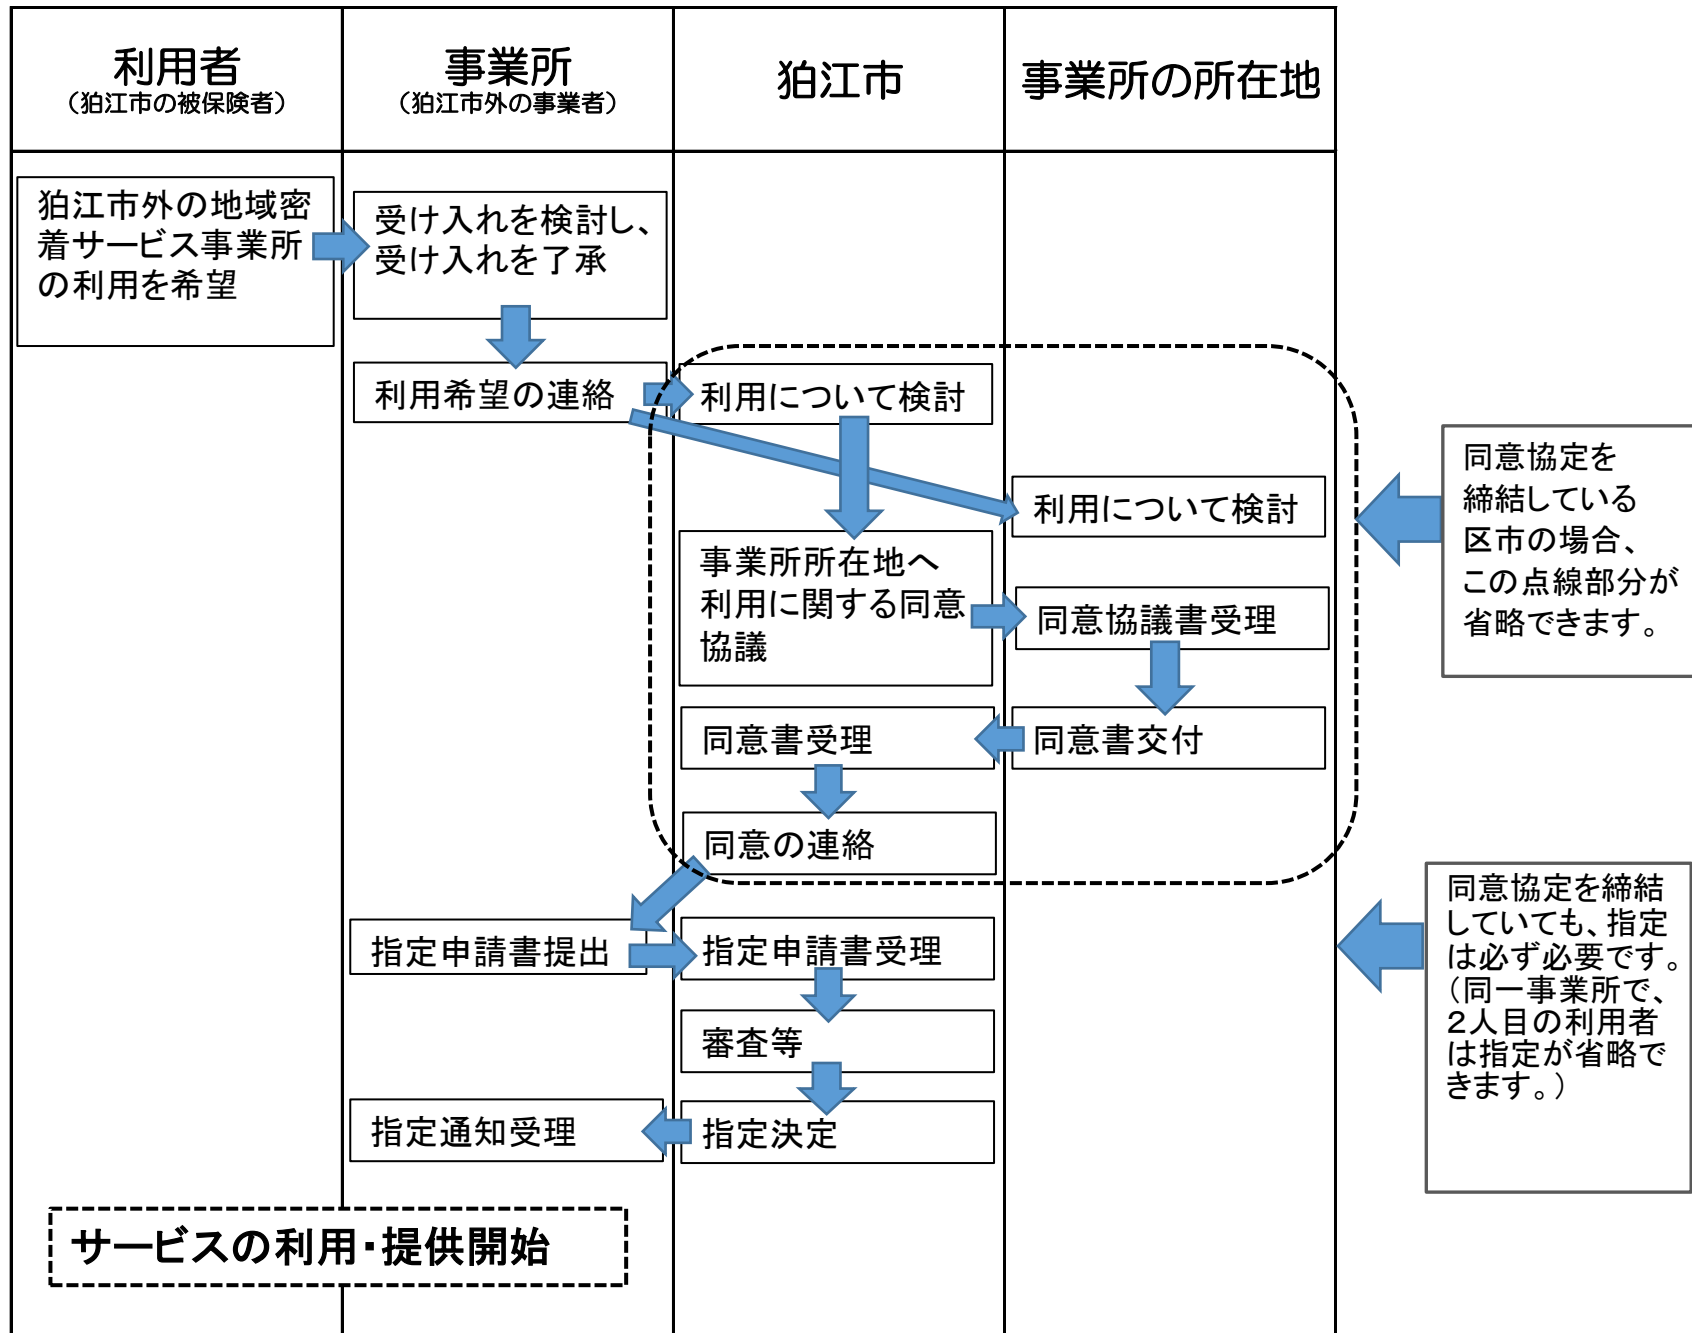 利用者
（狛江市の被保険者）
事業所
（狛江市外の事業者）
狛江市
事業所の所在地
狛江市外の地域密
着サービス事業所
の利用を希望
受け入れを検討し、
受け入れを了承
利用希望の連絡
利用について検討
利用について検討
事業所所在地へ
利用に関する同意
協議
同意協議書受理
同意書受理
同意書交付
同意の連絡
指定申請書提出
指定申請書受理
審査等
指定通知受理
指定決定
サービスの利用・提供開始
同意協定を
締結している
区市の場合、
この点線部分が
省略できます。
同意協定を締結
していても、指定
は必ず必要です。
（同一事業所で、
２人目の利用者
は指定が省略で
きます。）